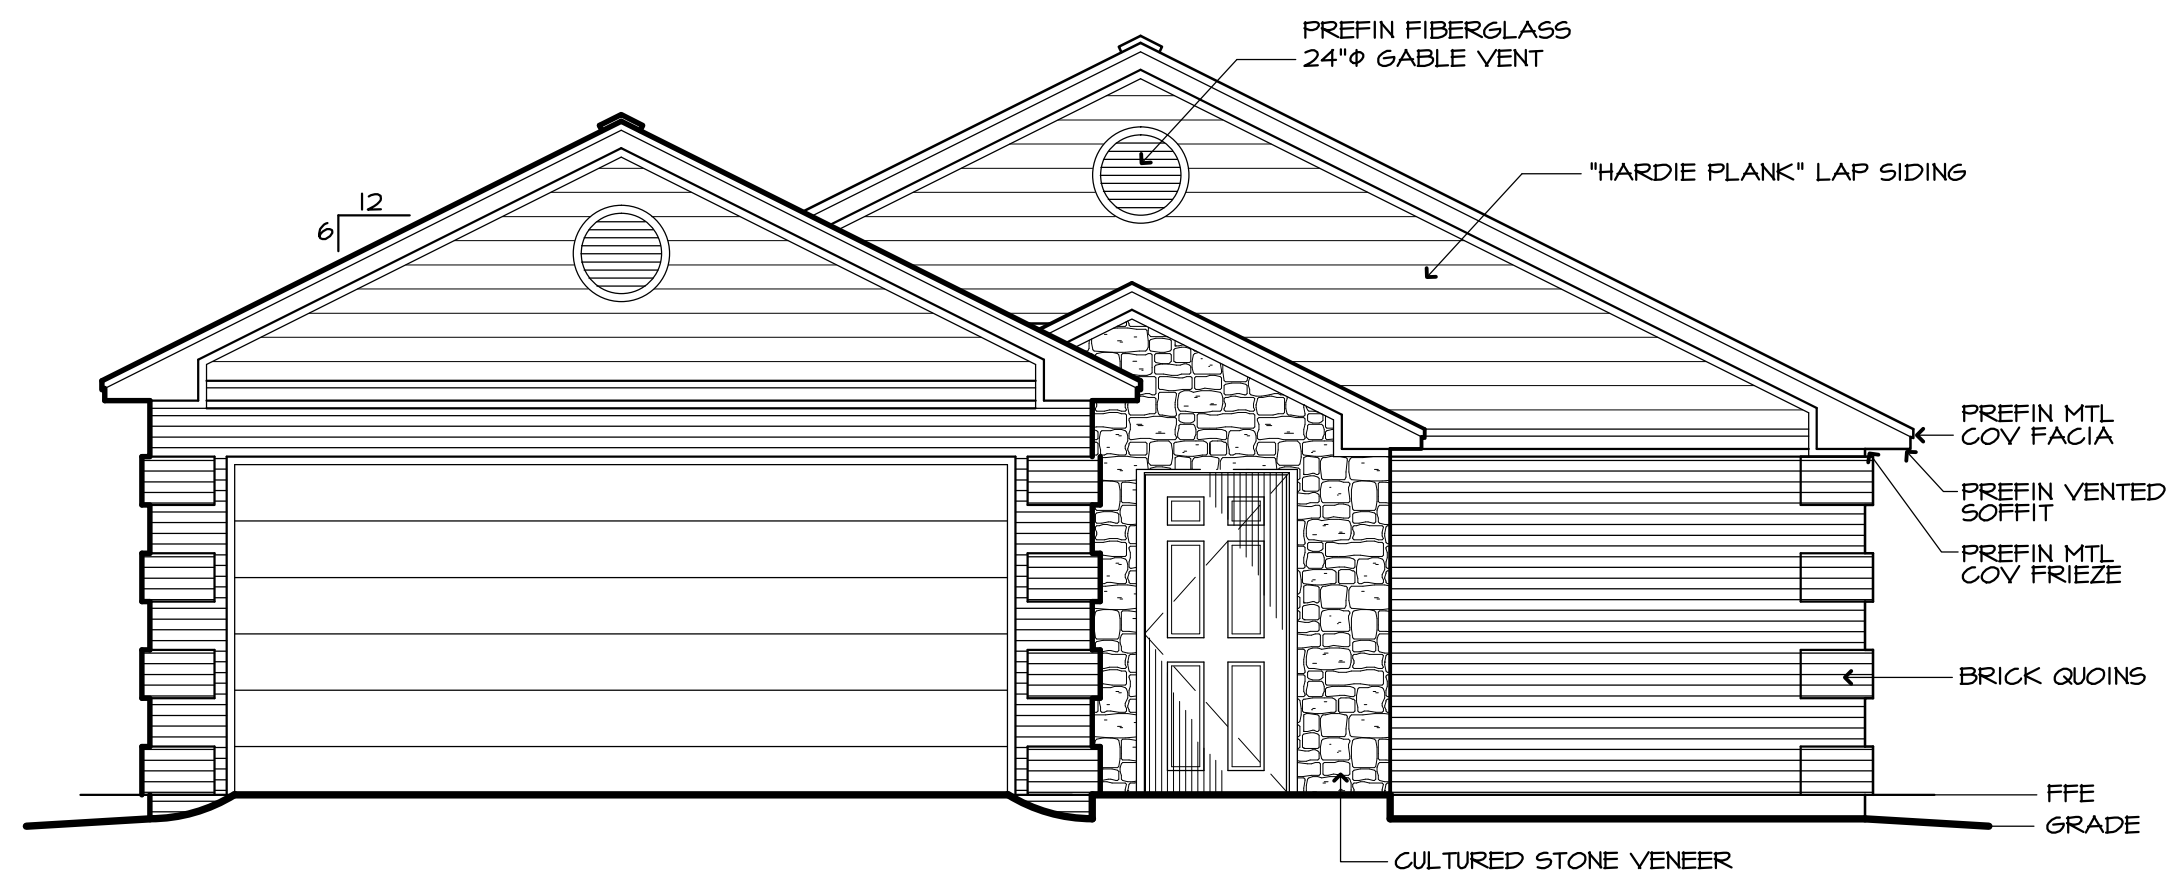 PREFIN FIBERGLASS
24"Φ GABLE VENT
"HARDIE PLANK" LAP SIDING
12
6
PREFIN MTL
COV FACIA
PREFIN VENTED
SOFFIT
PREFIN MTL
COV FRIEZE
BRICK QUOINS
FFE
GRADE
CULTURED STONE VENEER